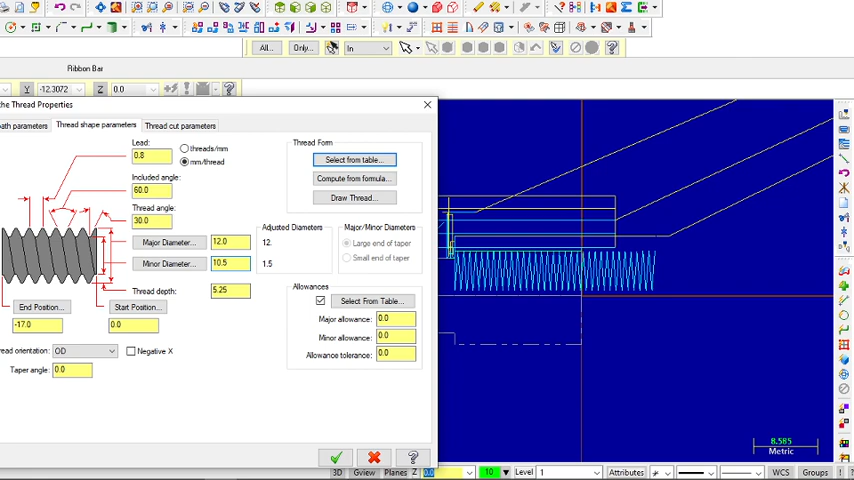 All...
Only...
In
Ribbon Bar
Y -12.3072
Z 0.0
the Thread Properties
path parameters
Thread shape parameters
Thread cut parameters
Lead:
0.8
threads/mm
mm/thread
Included angle:
60.0
Thread angle:
30.0
Major Diameter...
12.0
Minor Diameter...
10.5
Thread depth:
5.25
Adjusted Diameters
12.
1.5
Thread Form
Select from table...
Compute from formula...
Draw Thread...
Major/Minor Diameters
Large end of taper
Small end of taper
Allowances
Select From Table...
Major allowance:
0.0
Minor allowance:
0.0
Allowance tolerance:
0.0
End Position...
-17.0
Start Position...
0.0
read orientation:
OD
Negative X
Taper angle:
0.0
8.585
Metric
3D
Gview
Planes
Z
0.0
10
Level
1
Attributes
WCS
Groups